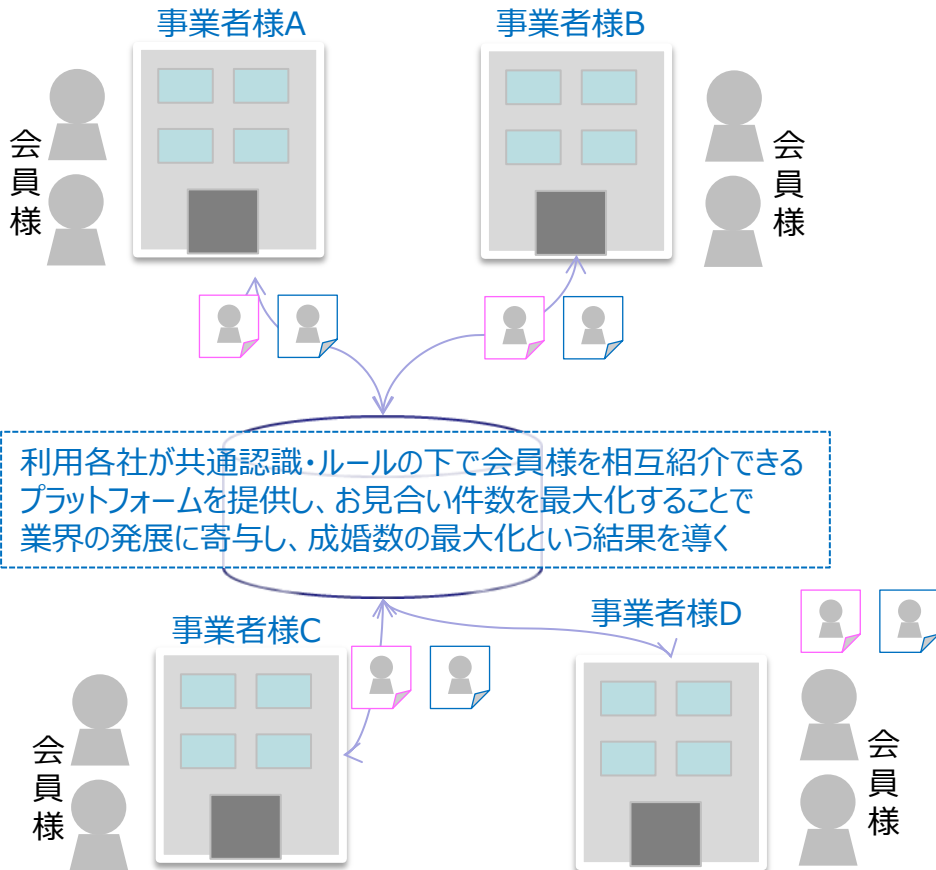 事業者様A
事業者様B
会員様
会員様
利用各社が共通認識・ルールの下で会員様を相互紹介できる
プラットフォームを提供し、お見合い件数を最大化することで
業界の発展に寄与し、成婚数の最大化という結果を導く
事業者様C
事業者様D
会員様
会員様